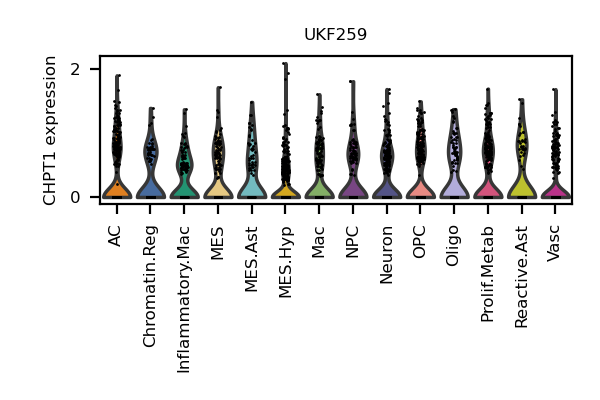 UKF259
CHPT1 expression
2
0
AC
Chromatin.Reg
Inflammatory.Mac
MES
MES.Ast
MES.Hyp
Mac
NPC
Neuron
OPC
Oligo
Prolif.Metab
Reactive.Ast
Vasc